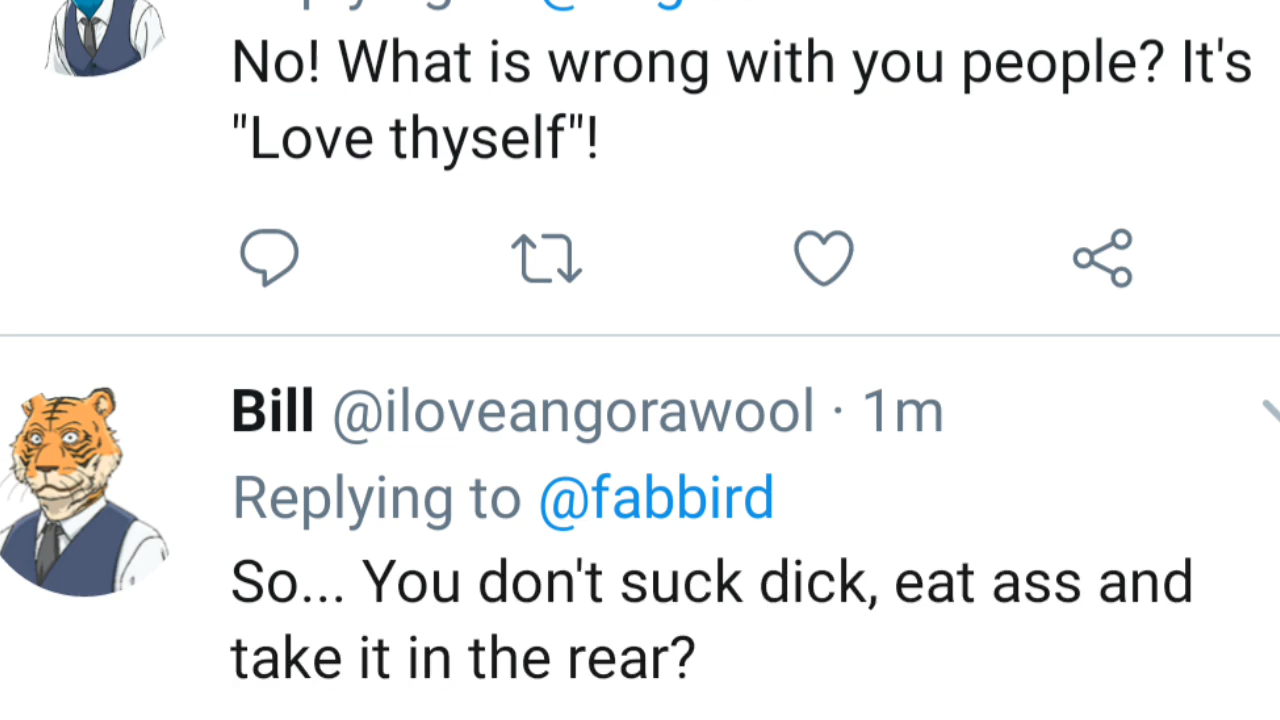 No! What is wrong with you people? It's
"Love thyself"!
Bill @iloveangorawool · 1m
Replying to @fabbird
So... You don't suck dick, eat ass and
take it in the rear?